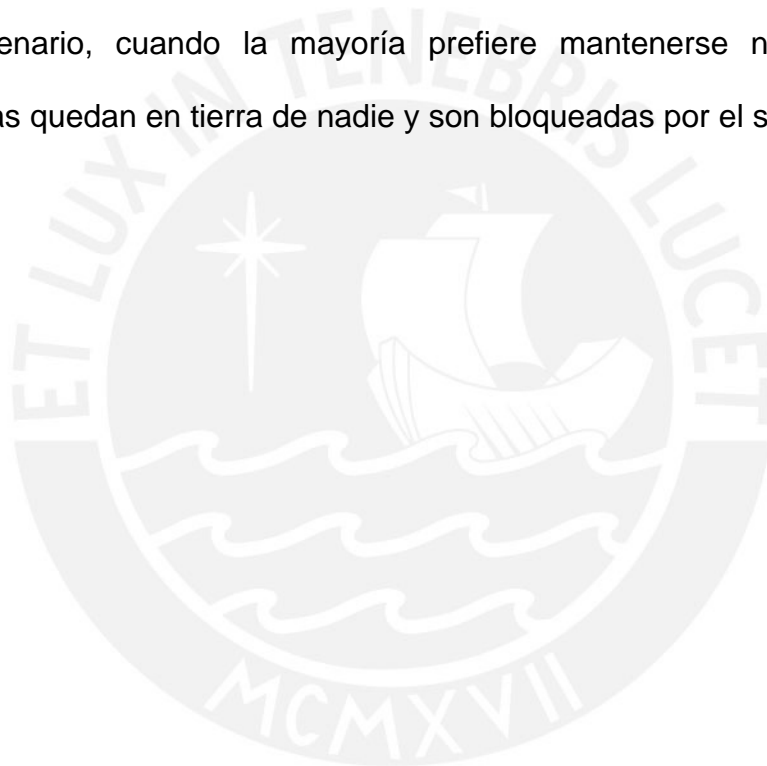 enario, cuando la mayoría prefiere mantenerse n
as quedan en tierra de nadie y son bloqueadas por el s
ET LUX IN TENEBRIS LUCET
MCMXVII